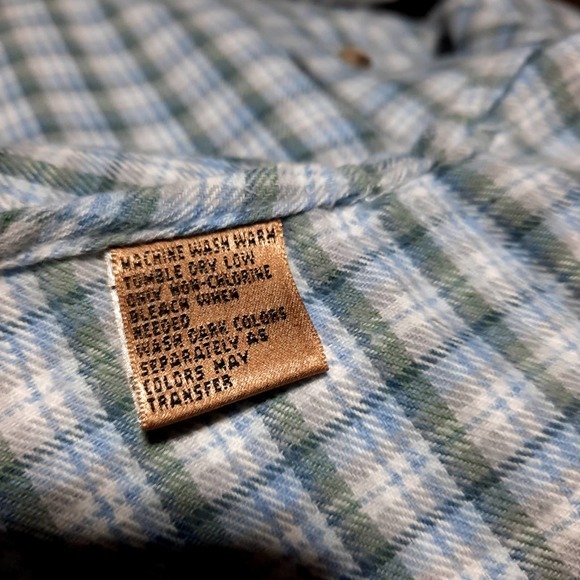 MACHINE WASH WARM
TUMBLE DRY LOW
ONLY NON-CHLORINE
BLEACH WHEN
NEEDED
WASH DARK COLORS
SEPARATELY AS
COLORS MAY
TRANSFER